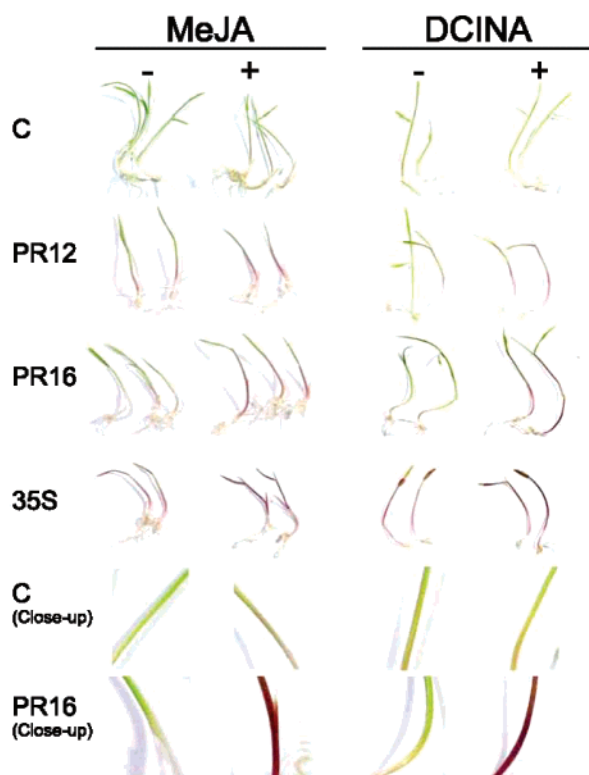 MeJA DCINA
- + - +
C
PR12
PR16
35S
C
(Close-up)
PR16
(Close-up)